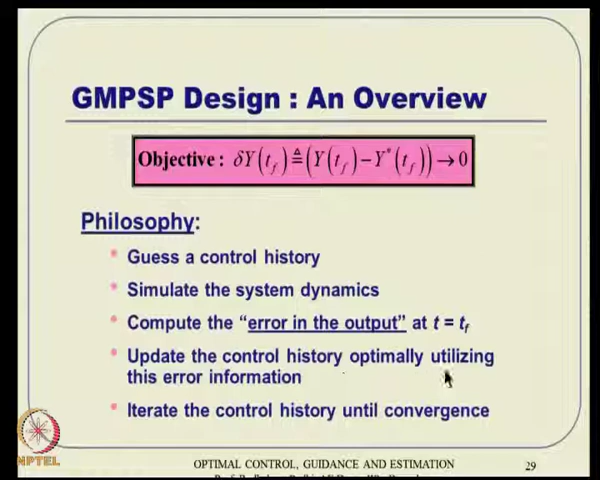 GMPSP Design : An Overview
Objective : δY(t_f) ≜ (Y(t_f) − Y*(t_f)) → 0
Philosophy:
* Guess a control history
* Simulate the system dynamics
* Compute the “error in the output” at t = t_f
* Update the control history optimally utilizing
this error information
* Iterate the control history until convergence
NPTEL
OPTIMAL CONTROL, GUIDANCE AND ESTIMATION
29